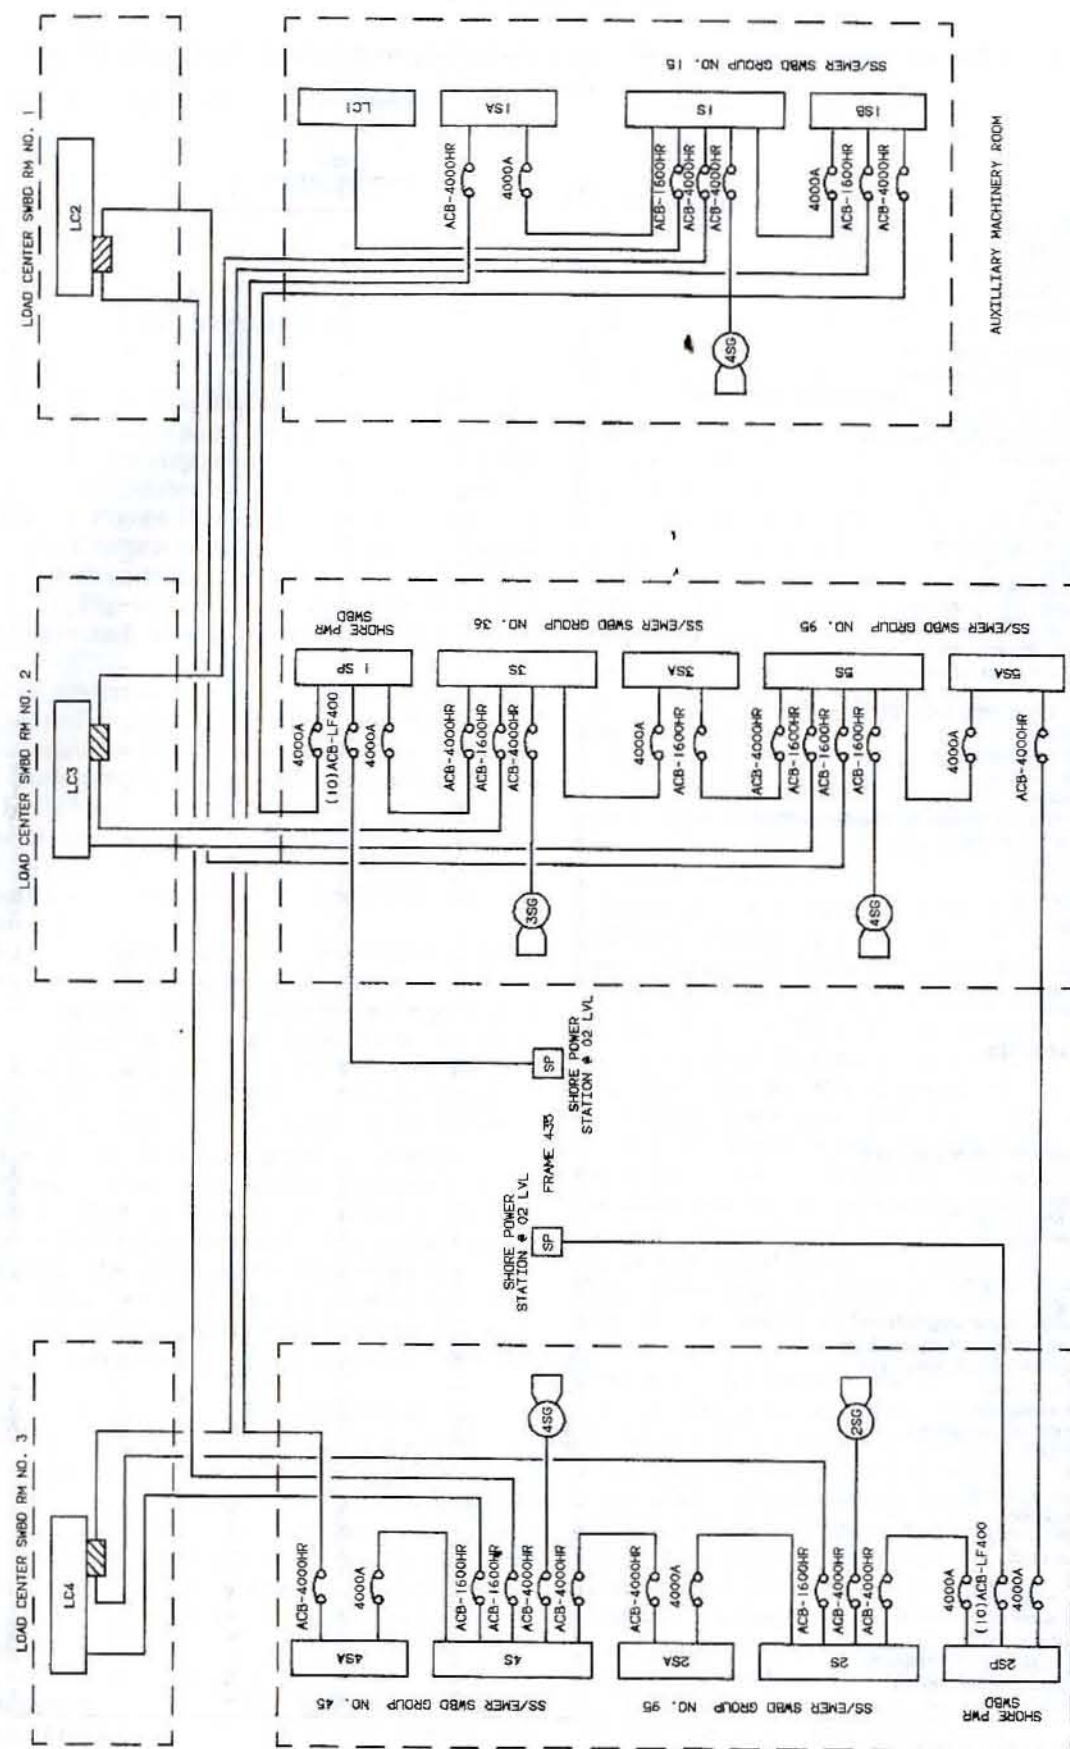 LOAD CENTER SWBD RM NO. 1
LC2
SS/EMER SWBD GROUP NO. 15
LC1
1SA
1S
1SB
ACB-4000HR
4000A
ACB-1600HR
ACB-4000HR
ACB-4000HR
4000A
ACB-1600HR
ACB-4000HR
4SG
AUXILLIARY MACHINERY ROOM
LOAD CENTER SWBD RM NO. 2
LC3
SHORE PWR
SWBD
SS/EMER SWBD GROUP NO. 36
SS/EMER SWBD GROUP NO. 95
1 SP
3S
3SA
5S
5SA
4000A
(10)ACB-LF400
4000A
ACB-4000HR
ACB-1600HR
ACB-4000HR
4000A
ACB-1600HR
ACB-4000HR
ACB-1600HR
ACB-1600HR
ACB-1600HR
4000A
ACB-4000HR
3SG
4SG
SP
SHORE POWER
STATION @ 02 LVL
FRAME 435
SHORE POWER
STATION @ 02 LVL
SP
LOAD CENTER SWBD RM NO. 3
LC4
4SG
2SG
ACB-4000HR
4000A
ACB-1600HR
ACB-1600HR
ACB-4000HR
ACB-4000HR
ACB-4000HR
4000A
ACB-1600HR
ACB-4000HR
ACB-4000HR
4000A
(10)ACB-LF400
4000A
4SA
4S
2SA
2S
2SP
SS/EMER SWBD GROUP NO. 45
SS/EMER SWBD GROUP NO. 95
SHORE PWR
SWBD